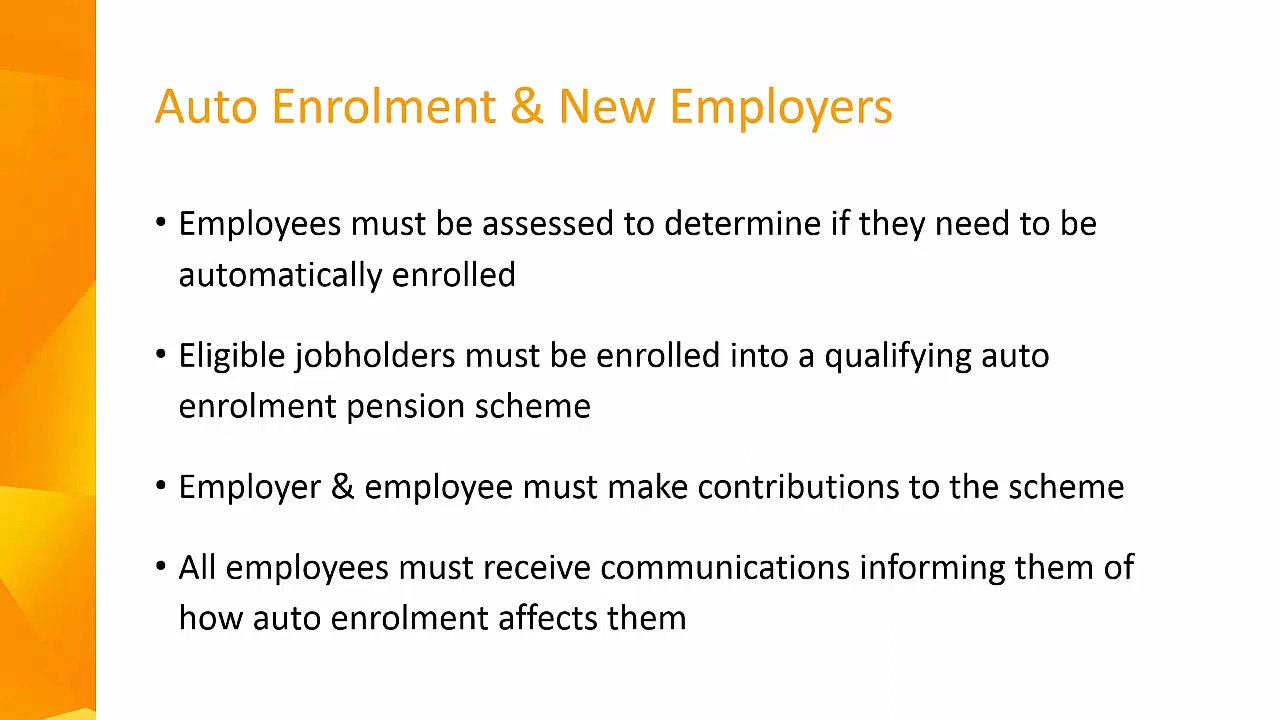 Auto Enrolment & New Employers
• Employees must be assessed to determine if they need to be
automatically enrolled
• Eligible jobholders must be enrolled into a qualifying auto
enrolment pension scheme
• Employer & employee must make contributions to the scheme
• All employees must receive communications informing them of
how auto enrolment affects them